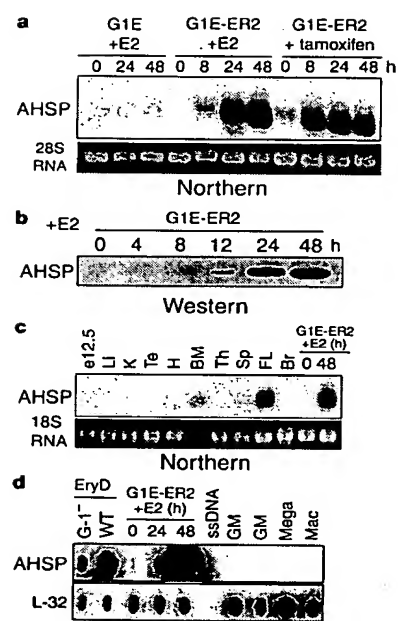 a
G1E G1E-ER2 G1E-ER2
+E2 . +E2 + tamoxifen
0 24 48 0 8 24 48 0 8 24 48 h
AHSP
28S
RNA
Northern
b
+E2 G1E-ER2
0 4 8 12 24 48 h
AHSP
Western
c
G1E-ER2
+E2 (h)
e12.5 Li K Te H BM Th Sp FL Br 0 48
AHSP
18S
RNA
Northern
d
EryD G1E-ER2
+E2 (h)
G-1⁻ WT 0 24 48 ssDNA GM GM Mega Mac
AHSP
L-32